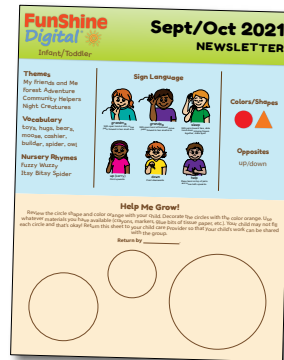 FunShine
Digital
Infant/Toddler
Sept/Oct 2021
NEWSLETTER
Themes
My Friends and Me
Forest Adventure
Community Helpers
Night Creatures
Vocabulary
toys, hugs, bears,
moose, cashier,
builder, spider, owl
Nursery Rhymes
Fuzzy Wuzzy
Itsy Bitsy Spider
Sign Language
Colors/Shapes
Opposites
up/down
Help Me Grow!
Review the circle shape and color orange with your child. Decorate the circles with the color orange. Use
whatever materials you have available (crayons, markers, glue bits of tissue paper, etc.). Your child may not fill
each circle and that's okay! Return this sheet to your child care Provider so that your child's work can be shared
with the group.
Return by